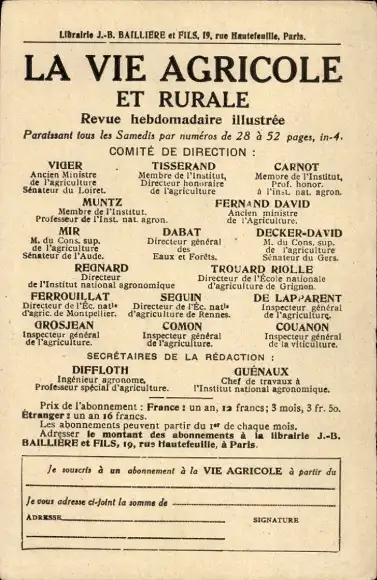 Librairie J.-B. BAILLIÈRE et FILS, 19, rue Hautefeuille, Paris.
LA VIE AGRICOLE
ET RURALE
Revue hebdomadaire illustrée
Paraissant tous les Samedis par numéros de 28 à 52 pages, in-4.
COMITÉ DE DIRECTION :
VIGER TISSERAND CARNOT
Ancien Ministre Membre de l'Institut, Membre de l'Institut,
de l'agriculture Directeur honoraire Prof. honor.
Sénateur du Loiret. de l'agriculture à l'inst. nat. agron.
MUNTZ FERNAND DAVID
Membre de l'Institut. Ancien ministre
Professeur de l'Inst. nat. agron. de l'Agriculture.
MIR DABAT DECKER-DAVID
M. du Cons. sup. Directeur général M. du Cons. sup.
de l'agriculture des de l'agriculture
Sénateur de l'Aude. Eaux et Forêts. Sénateur du Gers.
REGNARD TROUARD RIOLLE
Directeur Directeur de l'École nationale
de l'Institut national agronomique d'agriculture de Grignon.
FERROUILLAT SEGUIN DE LAPPARENT
Directeur de l'Éc. natle Directeur de l'Éc. natle Inspecteur général
d'agric. de Montpellier. d'agriculture de Rennes. de l'agriculture.
GROSJEAN COMON COUANON
Inspecteur général Inspecteur général Inspecteur général
de l'agriculture. de l'agriculture. de la viticulture.
SECRÉTAIRES DE LA RÉDACTION :
DIFFLOTH GUÉNAUX
Ingénieur agronome, Chef de travaux à
Professeur spécial d'agriculture. l'Institut national agronomique.
Prix de l'abonnement : France : un an, 12 francs; 3 mois, 3 fr. 50.
Étranger : un an 16 francs.
Les abonnements peuvent partir du 1er de chaque mois.
Adresser le montant des abonnements à la librairie J.-B.
BAILLIÈRE et FILS, 19, rue Hautefeuille, à Paris.
Je souscris à un abonnement à la VIE AGRICOLE à partir du
Je vous adresse ci-joint la somme de
ADRESSE SIGNATURE